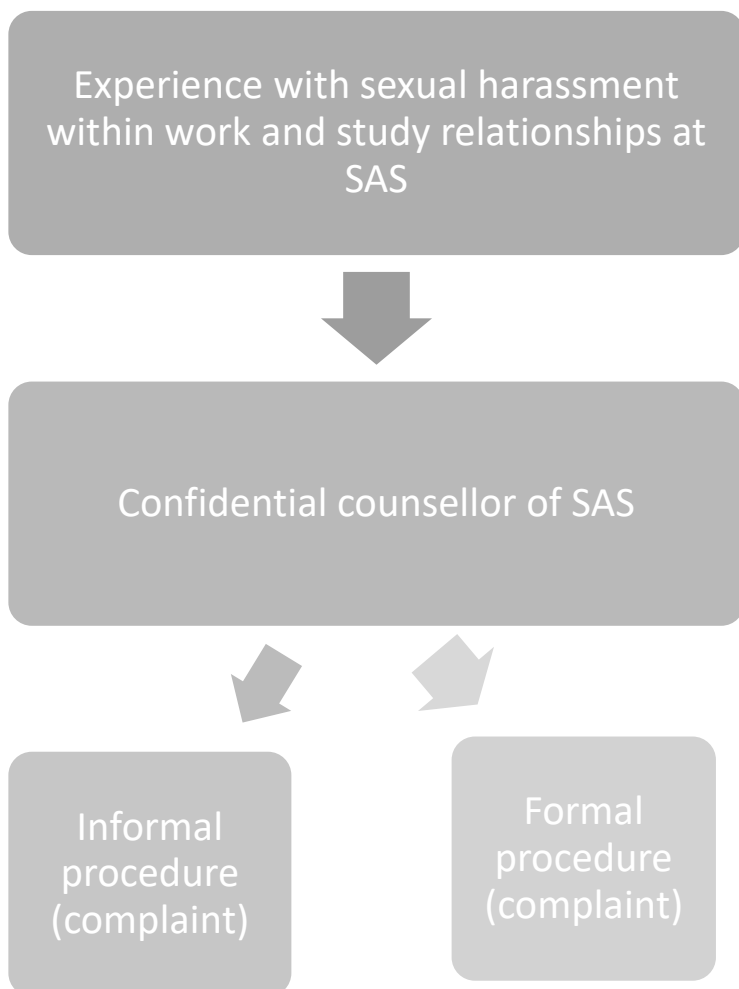 Experience with sexual harassment
within work and study relationships at
SAS
Confidential counsellor of SAS
Informal
procedure
(complaint)
Formal
procedure
(complaint)